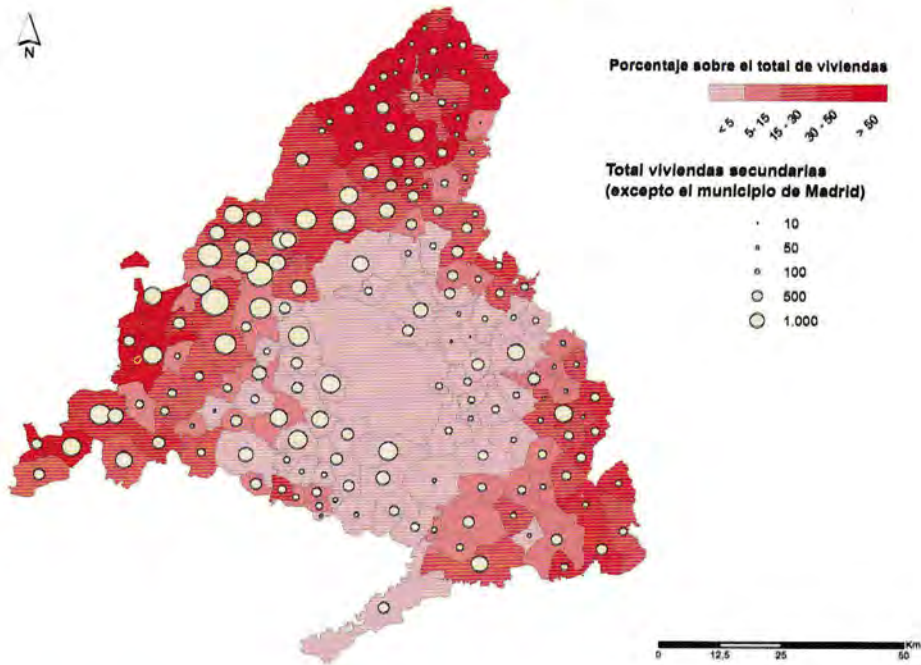 N
Porcentaje sobre el total de viviendas
< 5
5- 15
15 - 30
30 - 50
> 50
Total viviendas secundarias
(excepto el municipio de Madrid)
10
50
100
500
1.000
Km
0 12,5 25 50